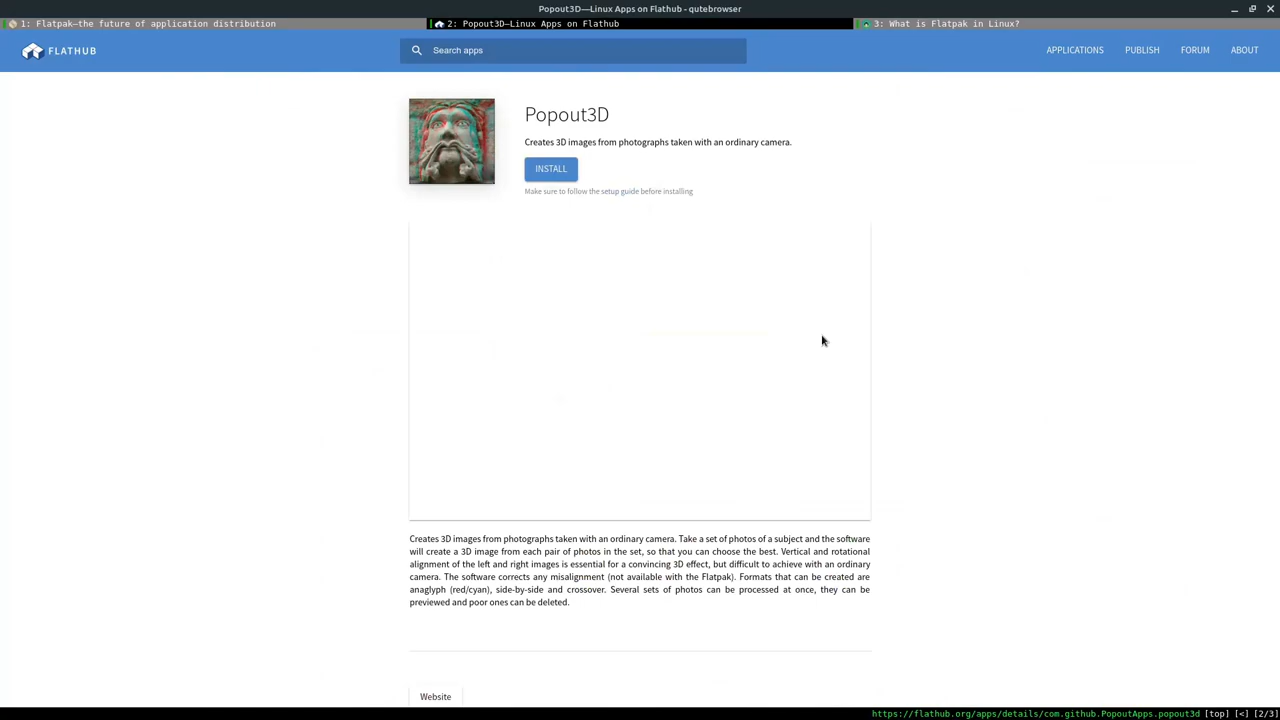 Popout3D—Linux Apps on Flathub - qutebrowser
1: Flatpak—the future of application distribution
2: Popout3D—Linux Apps on Flathub
3: What is Flatpak in Linux?
FLATHUB
Search apps
APPLICATIONS
PUBLISH
FORUM
ABOUT
Popout3D
Creates 3D images from photographs taken with an ordinary camera.
INSTALL
Make sure to follow the setup guide before installing
Creates 3D images from photographs taken with an ordinary camera. Take a set of photos of a subject and the software
will create a 3D image from each pair of photos in the set, so that you can choose the best. Vertical and rotational
alignment of the left and right images is essential for a convincing 3D effect, but difficult to achieve with an ordinary
camera. The software corrects any misalignment (not available with the Flatpak). Formats that can be created are
anaglyph (red/cyan), side-by-side and crossover. Several sets of photos can be processed at once, they can be
previewed and poor ones can be deleted.
Website
https://flathub.org/apps/details/com.github.PopoutApps.popout3d [top] [<] [2/3]